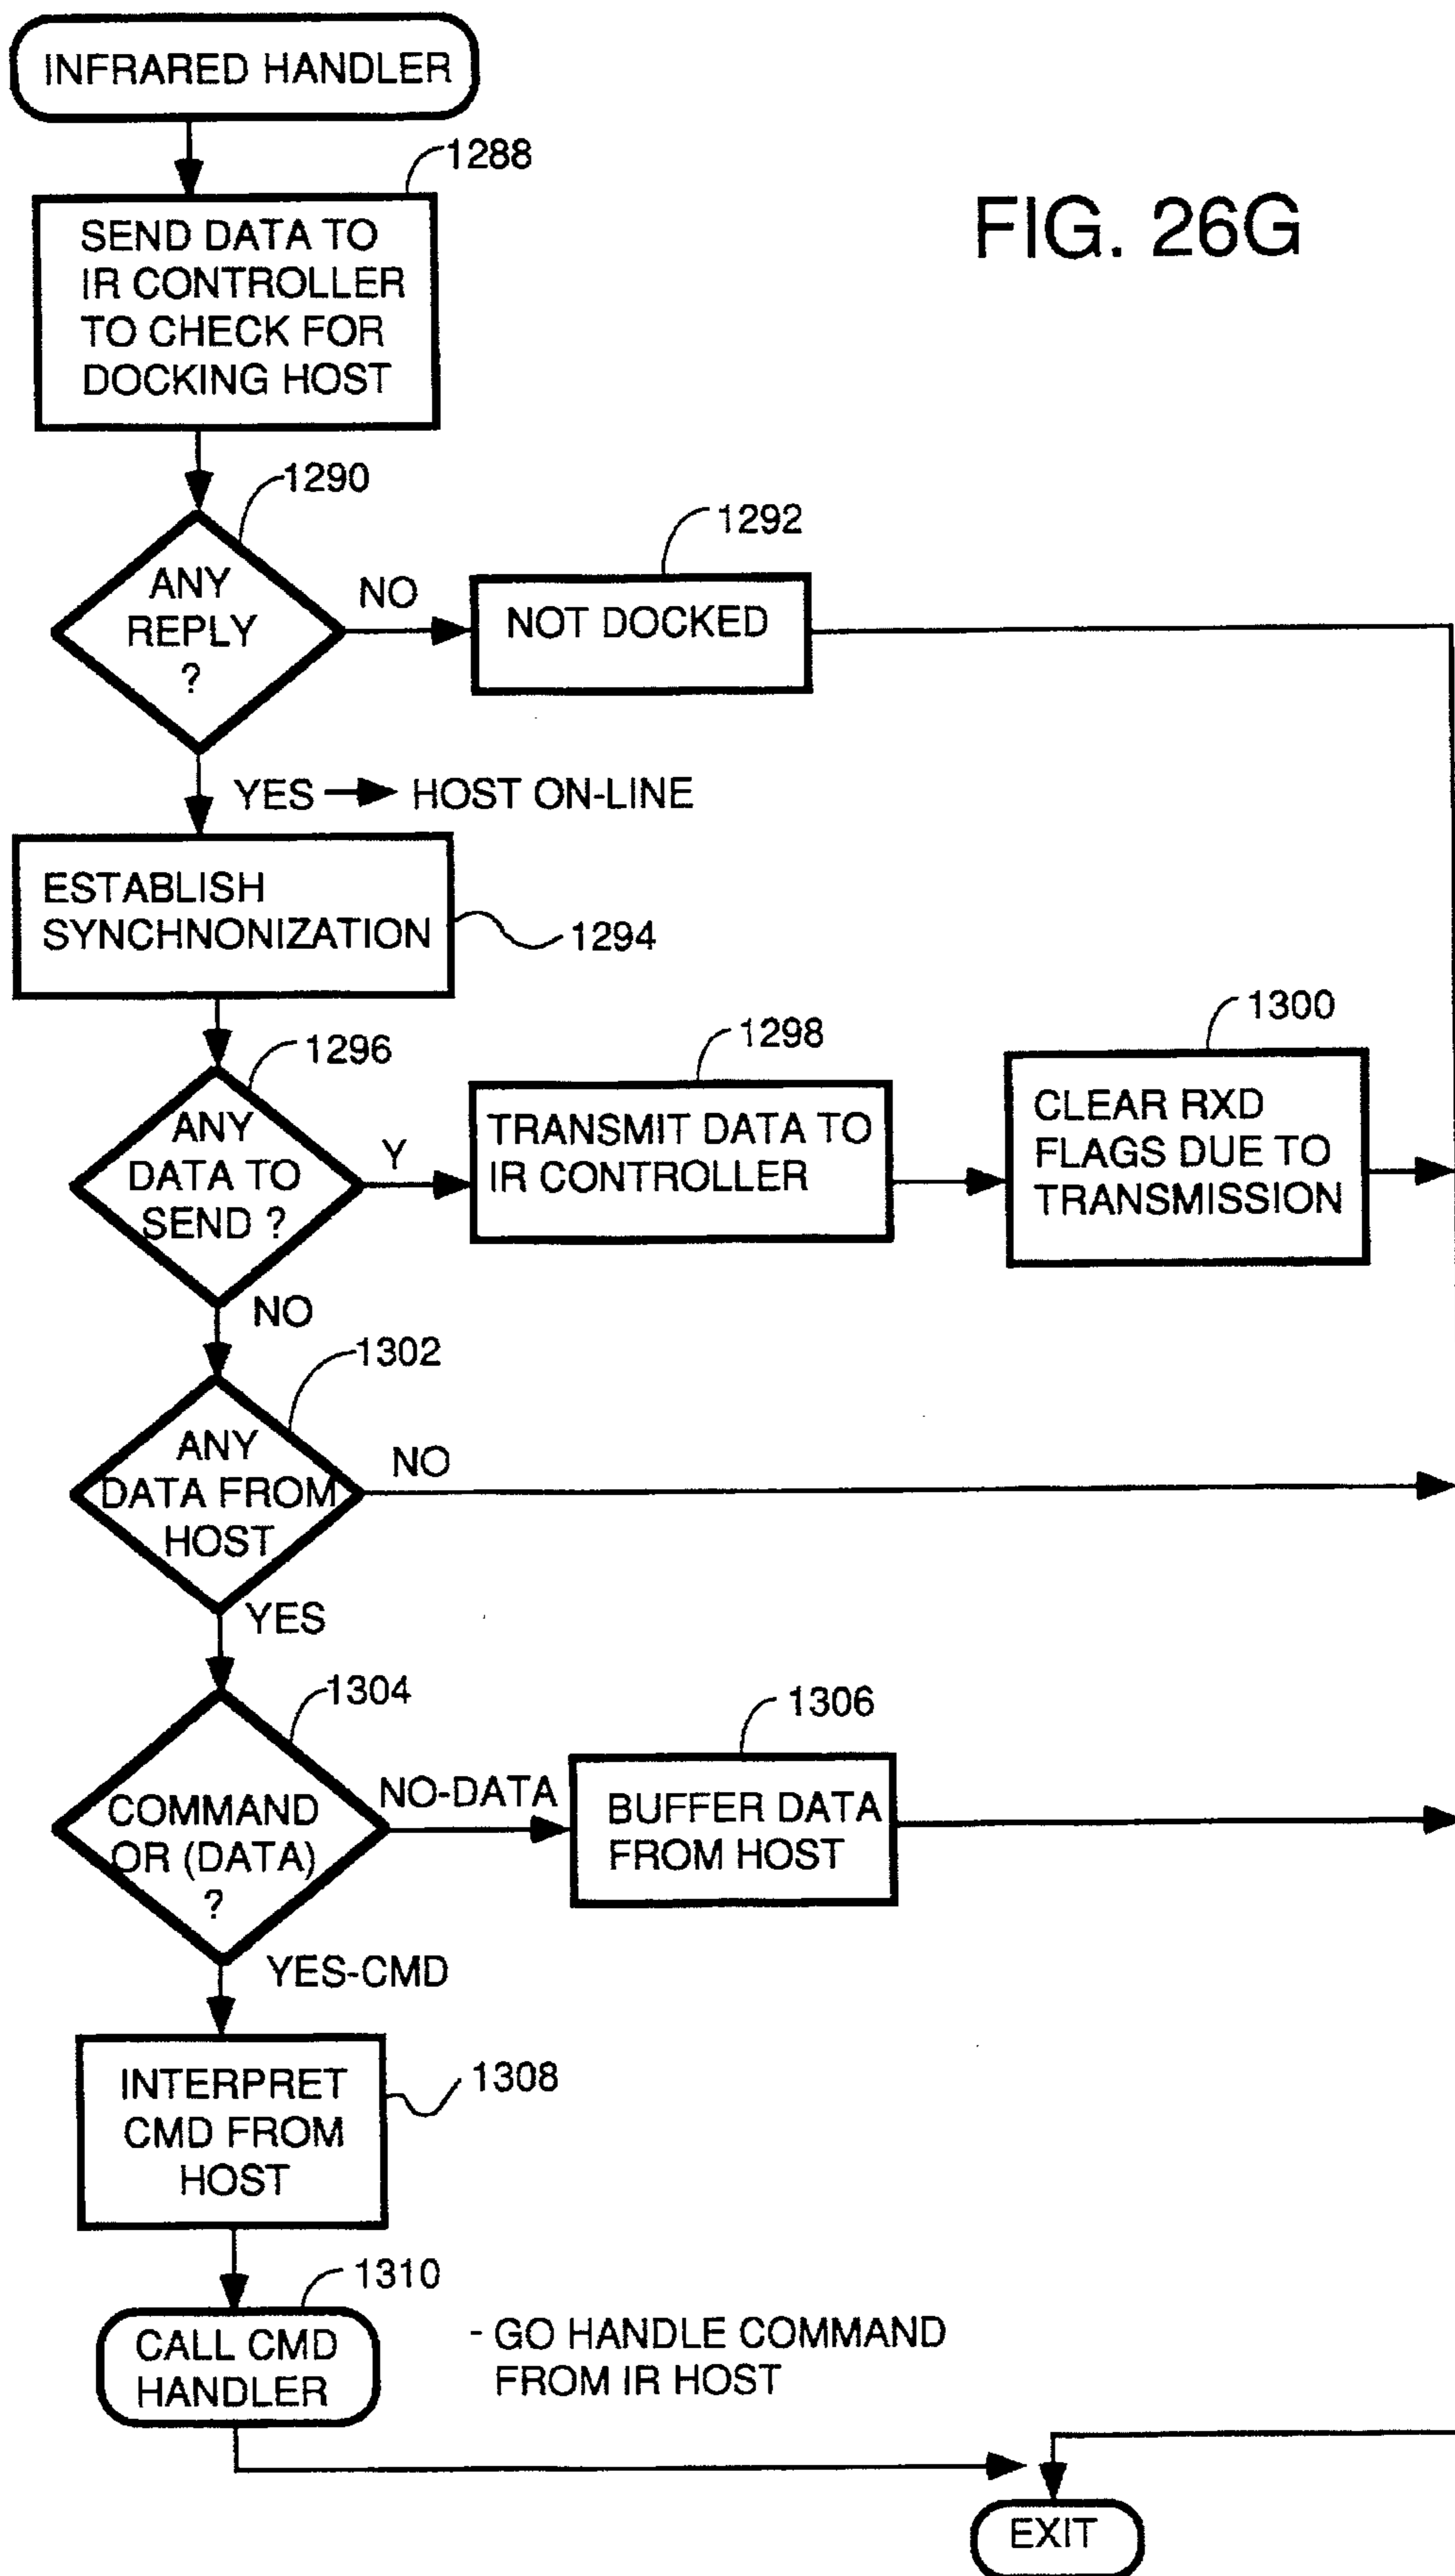 INFRARED HANDLER
1288
FIG. 26G
SEND DATA TO
IR CONTROLLER
TO CHECK FOR
DOCKING HOST
1290
ANY
REPLY
?
NO
1292
NOT DOCKED
YES → HOST ON-LINE
ESTABLISH
SYNCHNONIZATION
1294
1296
ANY
DATA TO
SEND ?
Y
1298
TRANSMIT DATA TO
IR CONTROLLER
1300
CLEAR RXD
FLAGS DUE TO
TRANSMISSION
NO
1302
ANY
DATA FROM
HOST
NO
YES
1304
COMMAND
OR (DATA)
?
NO-DATA
1306
BUFFER DATA
FROM HOST
YES-CMD
INTERPRET
CMD FROM
HOST
1308
1310
CALL CMD
HANDLER
- GO HANDLE COMMAND
FROM IR HOST
EXIT